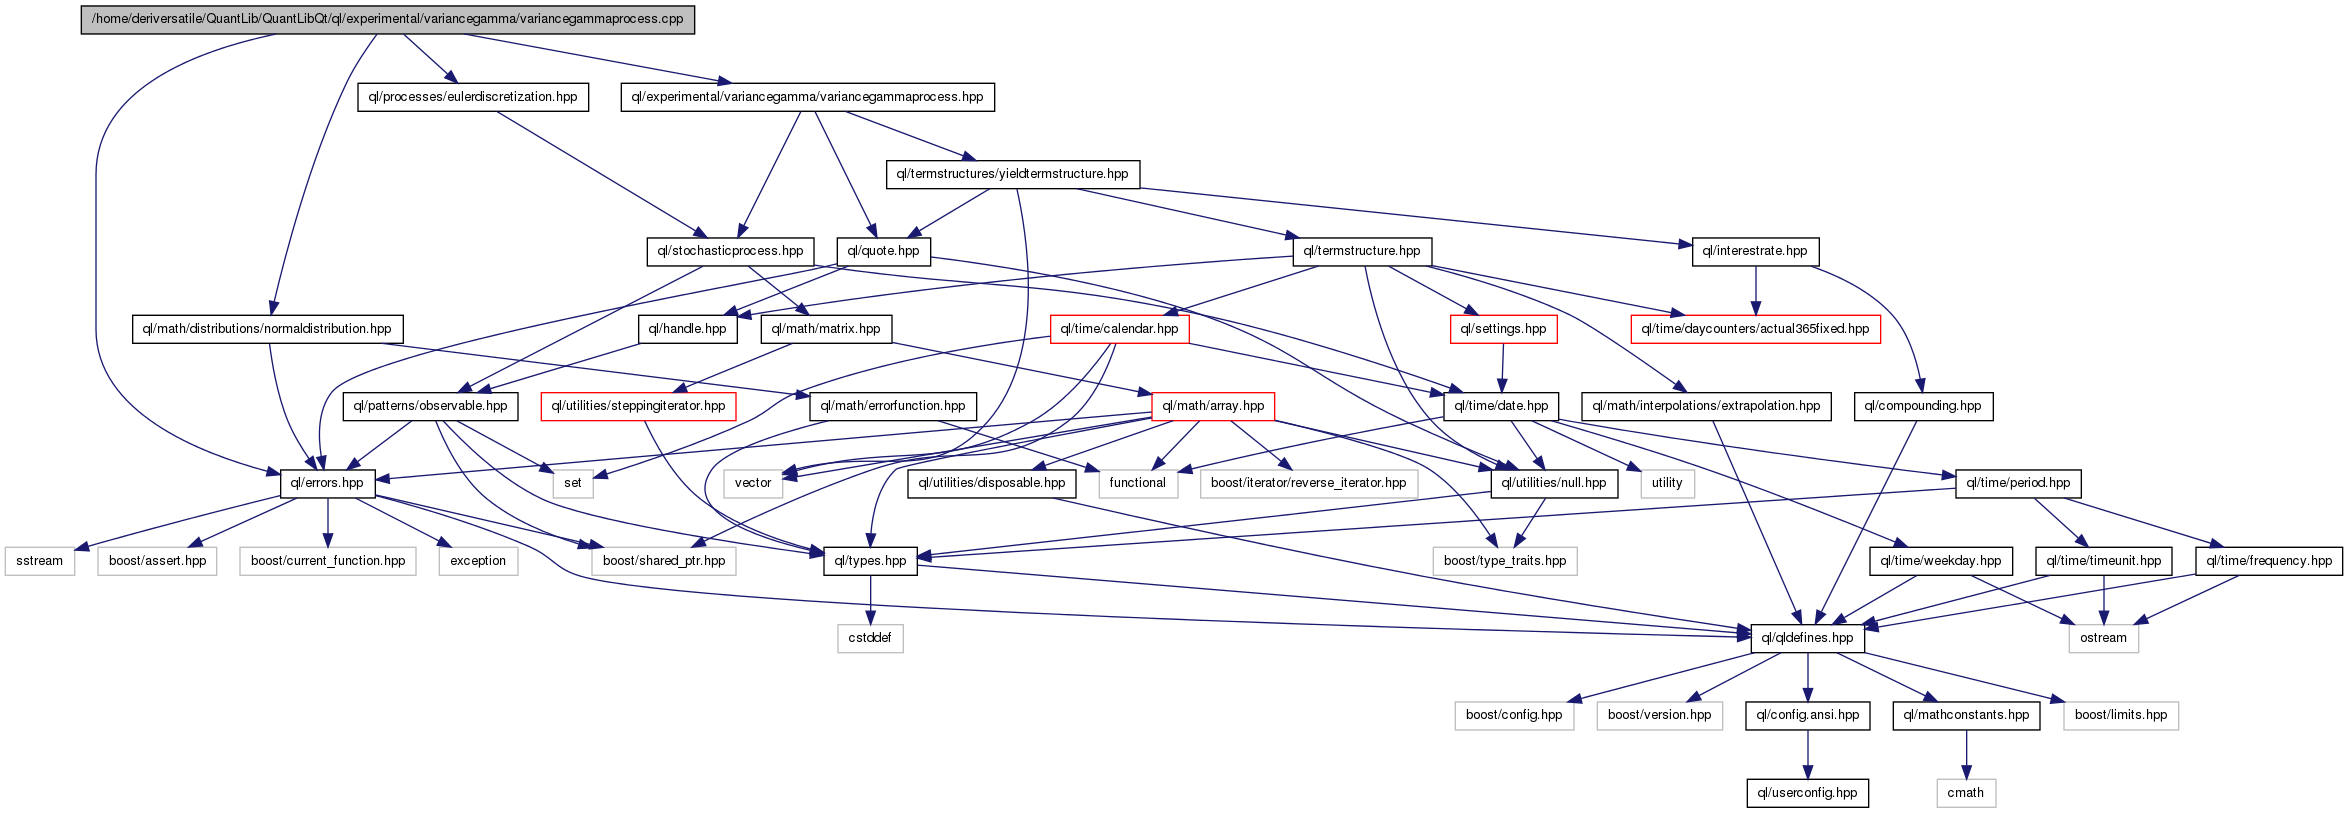 /home/deriversatile/QuantLib/QuantLibQt/ql/experimental/variancegamma/variancegammaprocess.cpp
ql/processes/eulerdiscretization.hpp
ql/experimental/variancegamma/variancegammaprocess.hpp
ql/termstructures/yieldtermstructure.hpp
ql/stochasticprocess.hpp
ql/quote.hpp
ql/termstructure.hpp
ql/interestrate.hpp
ql/math/distributions/normaldistribution.hpp
ql/handle.hpp
ql/math/matrix.hpp
ql/time/calendar.hpp
ql/settings.hpp
ql/time/daycounters/actual365fixed.hpp
ql/patterns/observable.hpp
ql/utilities/steppingiterator.hpp
ql/math/errorfunction.hpp
ql/math/array.hpp
ql/time/date.hpp
ql/math/interpolations/extrapolation.hpp
ql/compounding.hpp
ql/errors.hpp
set
vector
ql/utilities/disposable.hpp
functional
boost/iterator/reverse_iterator.hpp
ql/utilities/null.hpp
utility
ql/time/period.hpp
sstream
boost/assert.hpp
boost/current_function.hpp
exception
boost/shared_ptr.hpp
ql/types.hpp
boost/type_traits.hpp
ql/time/weekday.hpp
ql/time/timeunit.hpp
ql/time/frequency.hpp
cstddef
ql/qldefines.hpp
ostream
boost/config.hpp
boost/version.hpp
ql/config.ansi.hpp
ql/mathconstants.hpp
boost/limits.hpp
ql/userconfig.hpp
cmath